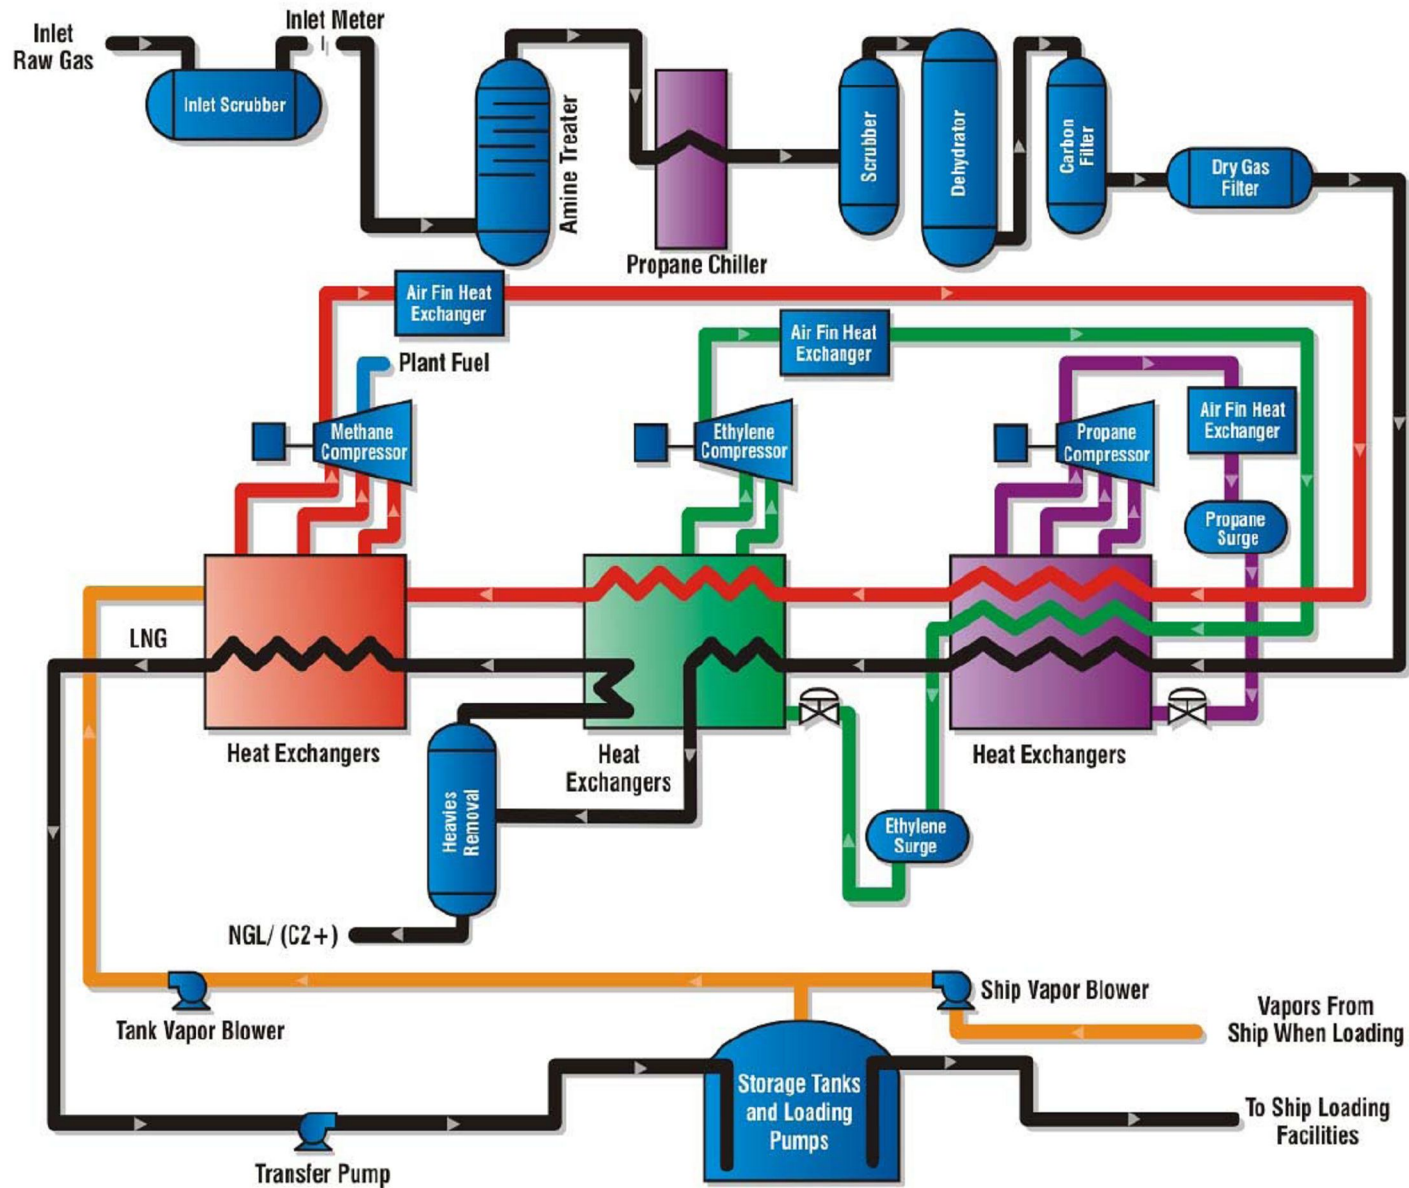 Inlet
Raw Gas
Inlet Meter
Inlet Scrubber
Amine Treater
Propane Chiller
Scrubber
Dehydrator
Carbon
Filter
Dry Gas
Filter
Air Fin Heat
Exchanger
Plant Fuel
Air Fin Heat
Exchanger
Air Fin Heat
Exchanger
Methane
Compressor
Ethylene
Compressor
Propane
Compressor
Propane
Surge
LNG
Heat Exchangers
Heat
Exchangers
Heat Exchangers
Heavies
Removal
Ethylene
Surge
NGL/ (C2+)
Tank Vapor Blower
Ship Vapor Blower
Vapors From
Ship When Loading
Storage Tanks
and Loading
Pumps
To Ship Loading
Facilities
Transfer Pump